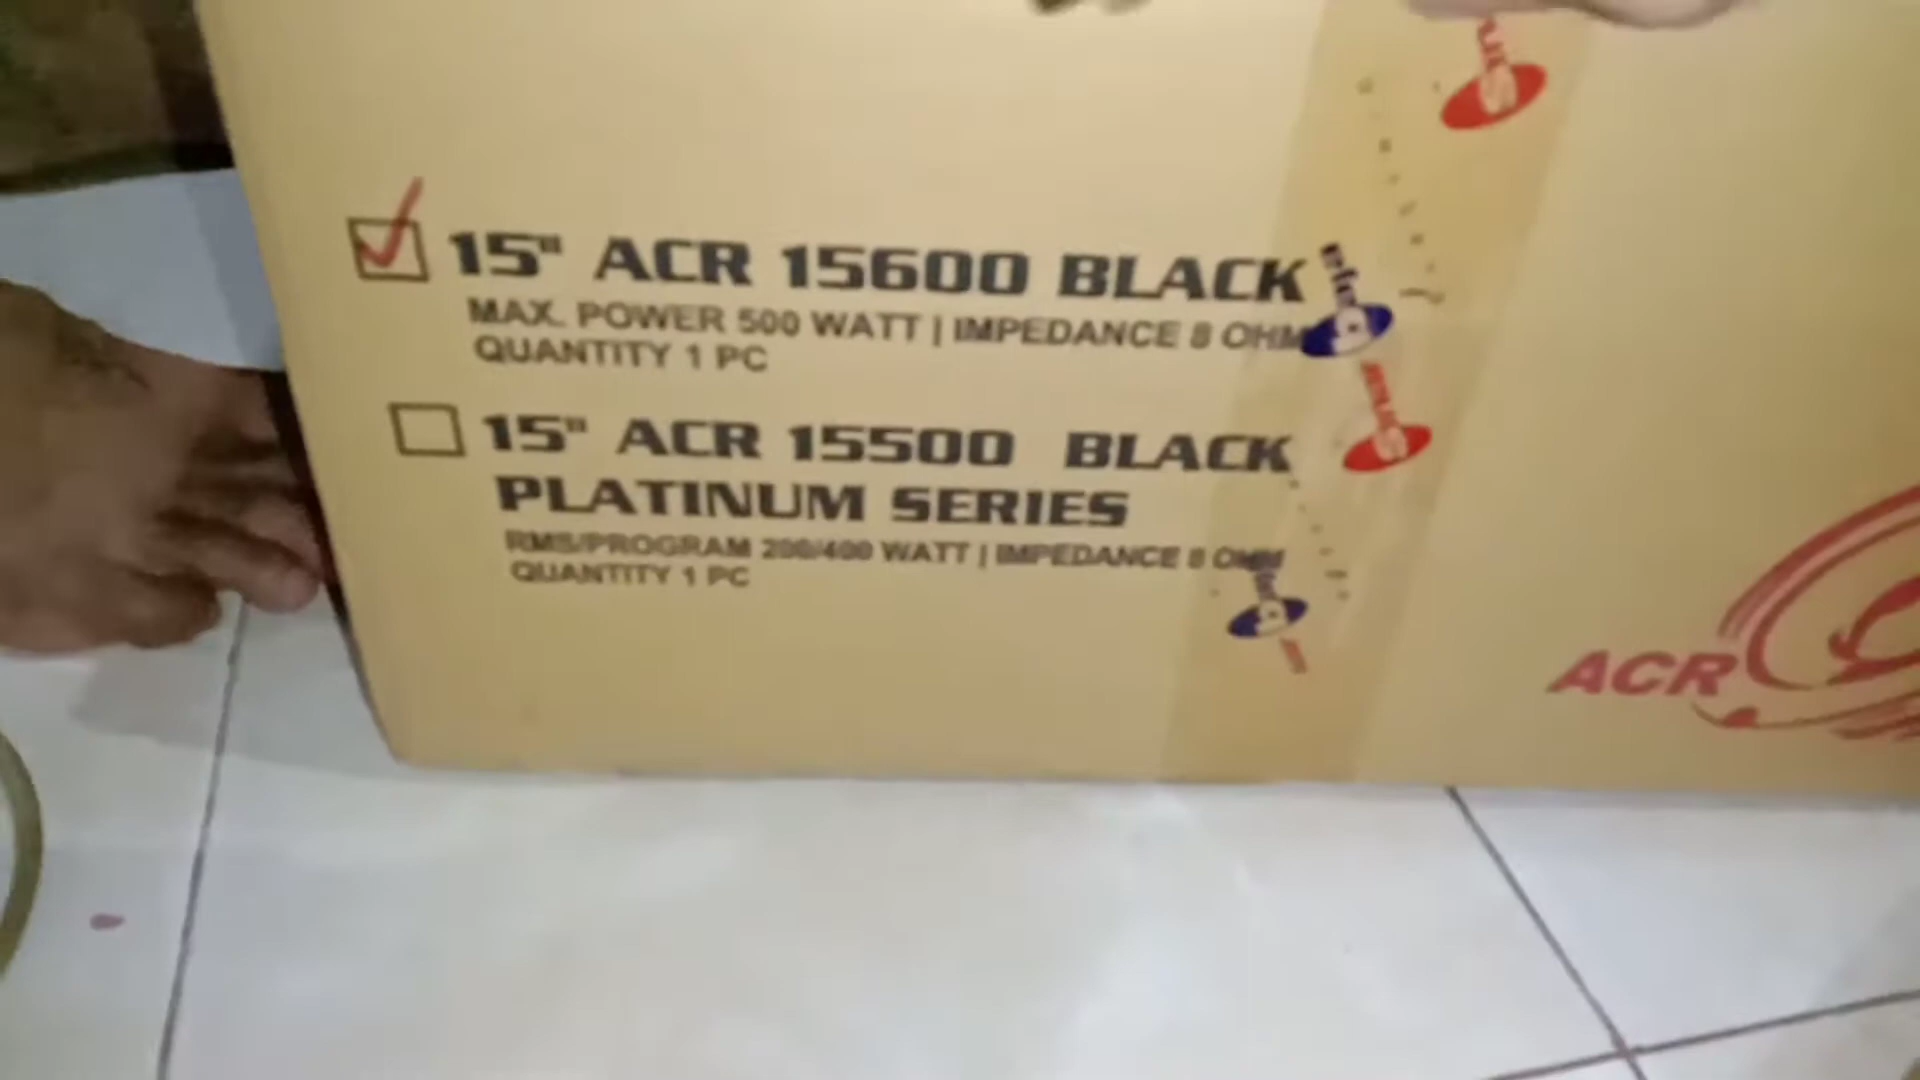 15" ACR 15600 BLACK
MAX. POWER 500 WATT | IMPEDANCE 8 OHM
QUANTITY 1 PC
15" ACR 15500 BLACK
PLATINUM SERIES
RMS/PROGRAM 200/400 WATT | IMPEDANCE 8 OHM
QUANTITY 1 PC
ACR